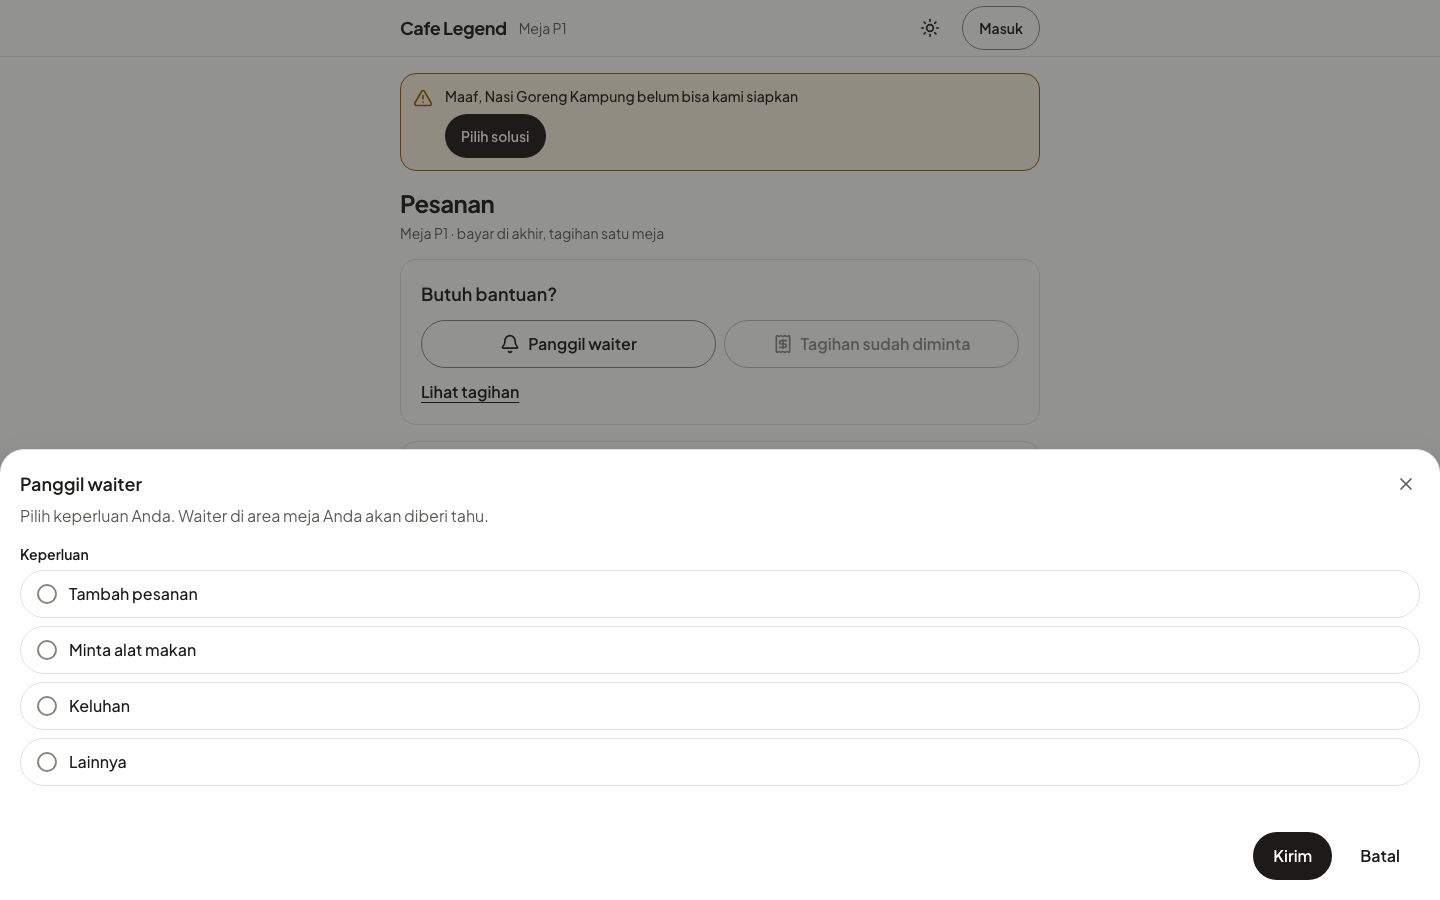 Cafe Legend Meja P1
Masuk
Maaf, Nasi Goreng Kampung belum bisa kami siapkan
Pilih solusi
Pesanan
Meja P1 · bayar di akhir, tagihan satu meja
Butuh bantuan?
Panggil waiter
Tagihan sudah diminta
Lihat tagihan
Panggil waiter
Pilih keperluan Anda. Waiter di area meja Anda akan diberi tahu.
Keperluan
Tambah pesanan
Minta alat makan
Keluhan
Lainnya
Kirim
Batal